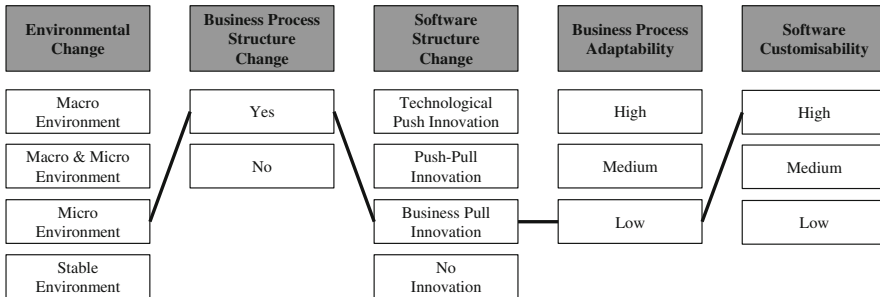 Environmental
Change
Business Process
Structure
Change
Software
Structure
Change
Business Process
Adaptability
Software
Customisability
Macro
Environment
Yes
Technological
Push Innovation
High
High
Macro & Micro
Environment
No
Push-Pull
Innovation
Medium
Medium
Micro
Environment
Business Pull
Innovation
Low
Low
Stable
Environment
No
Innovation